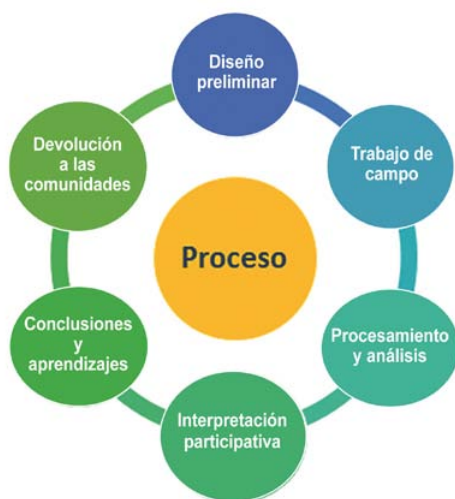 Diseño
preliminar
Trabajo de
campo
Procesamiento
y análisis
Interpretación
participativa
Conclusiones
y
aprendizajes
Devolución
a las
comunidades
Proceso